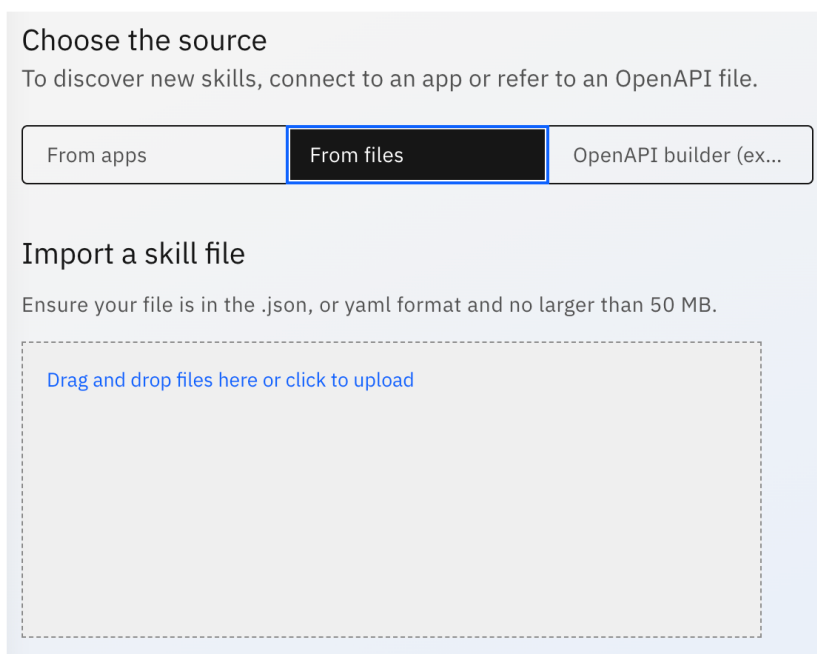 Choose the source
To discover new skills, connect to an app or refer to an OpenAPI file.
From apps
From files
OpenAPI builder (ex...
Import a skill file
Ensure your file is in the .json, or yaml format and no larger than 50 MB.
Drag and drop files here or click to upload